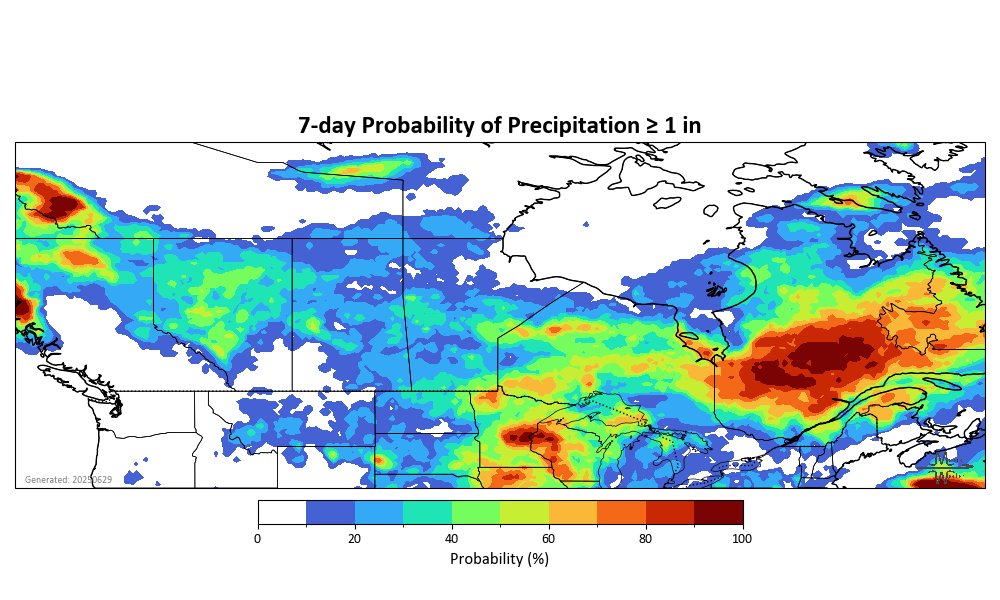 7-day Probability of Precipitation ≥ 1 in
Generated: 20250629
0 20 40 60 80 100
Probability (%)